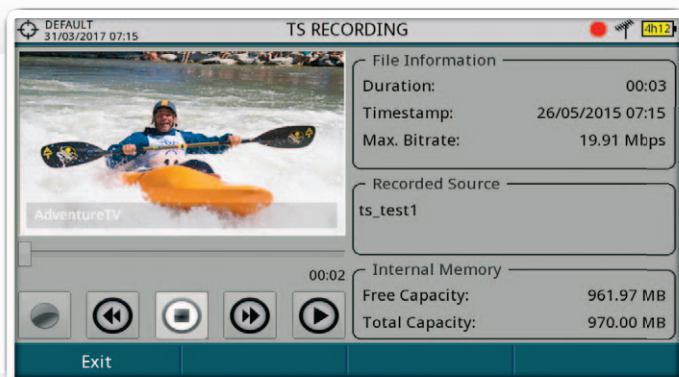 DEFAULT
31/03/2017 07:15
TS RECORDING
4h12
AdventureTV
00:02
File Information
Duration: 00:03
Timestamp: 26/05/2015 07:15
Max. Bitrate: 19.91 Mbps
Recorded Source
ts_test1
Internal Memory
Free Capacity: 961.97 MB
Total Capacity: 970.00 MB
Exit